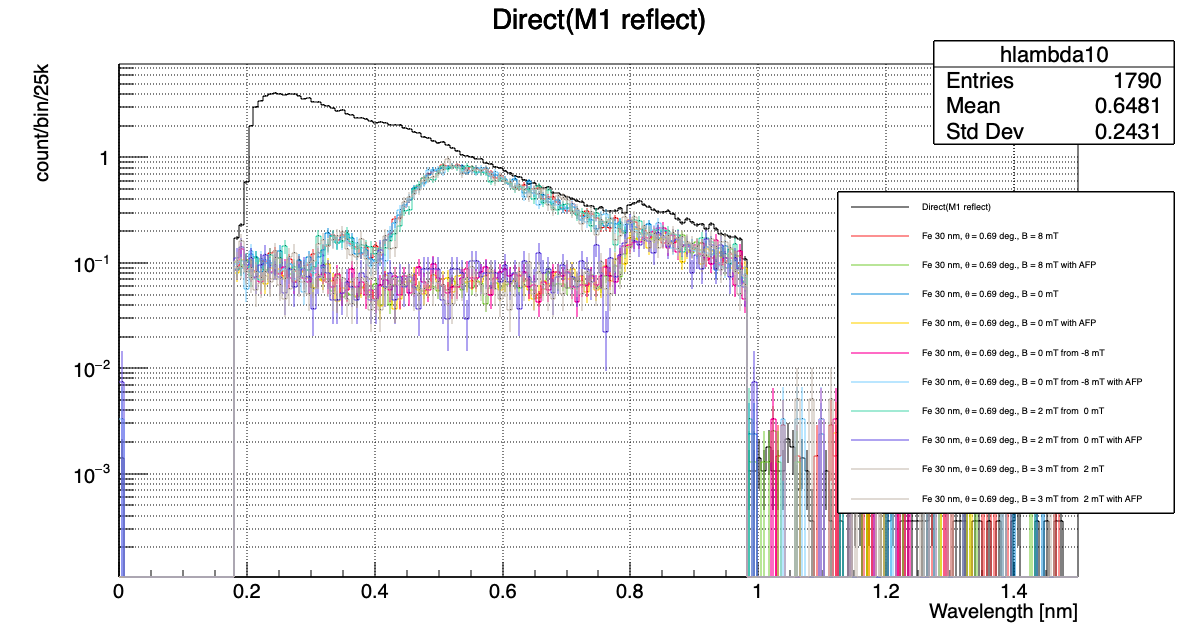 Direct(M1 reflect)
hlambda10
Entries 1790
Mean 0.6481
Std Dev 0.2431
count/bin/25k
1
10−1
10−2
10−3
Direct(M1 reflect)
Fe 30 nm, θ = 0.69 deg., B = 8 mT
Fe 30 nm, θ = 0.69 deg., B = 8 mT with AFP
Fe 30 nm, θ = 0.69 deg., B = 0 mT
Fe 30 nm, θ = 0.69 deg., B = 0 mT with AFP
Fe 30 nm, θ = 0.69 deg., B = 0 mT from -8 mT
Fe 30 nm, θ = 0.69 deg., B = 0 mT from -8 mT with AFP
Fe 30 nm, θ = 0.69 deg., B = 2 mT from 0 mT
Fe 30 nm, θ = 0.69 deg., B = 2 mT from 0 mT with AFP
Fe 30 nm, θ = 0.69 deg., B = 3 mT from 2 mT
Fe 30 nm, θ = 0.69 deg., B = 3 mT from 2 mT with AFP
0 0.2 0.4 0.6 0.8 1 1.2 1.4
Wavelength [nm]